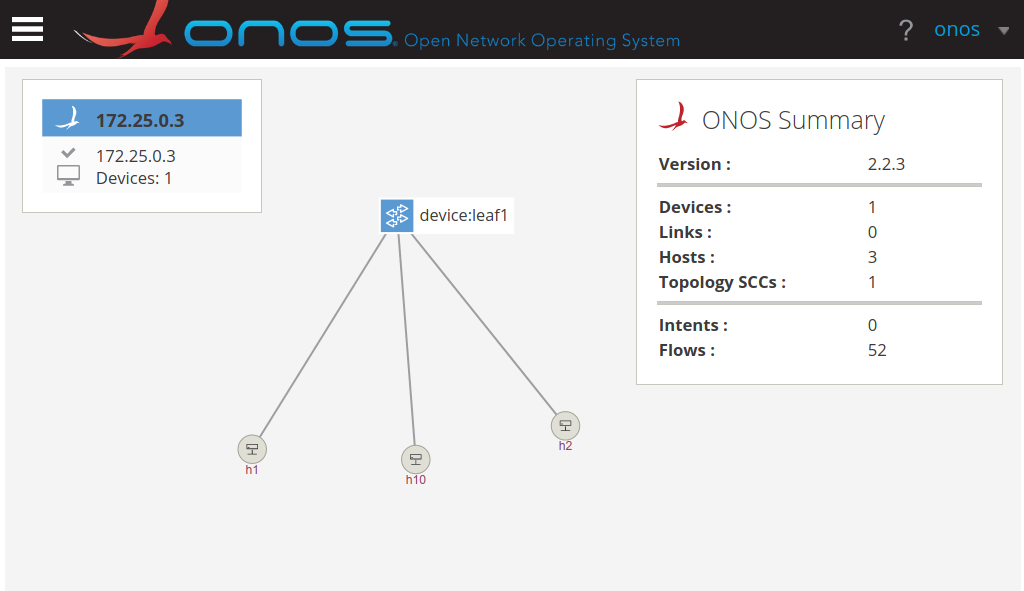 onos Open Network Operating System ? onos
172.25.0.3
172.25.0.3
Devices: 1
ONOS Summary
Version : 2.2.3
Devices : 1
Links : 0
Hosts : 3
Topology SCCs : 1
Intents : 0
Flows : 52
device:leaf1
h1
h10
h2